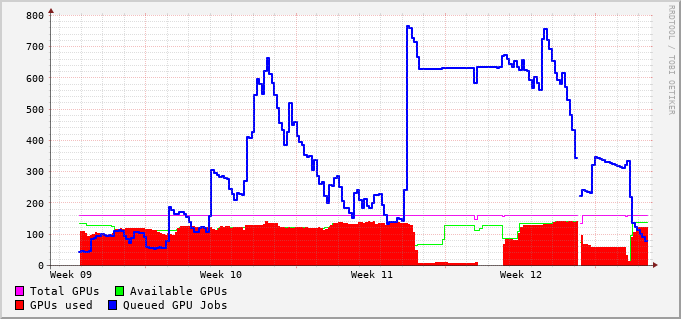 800
700
600
500
400
300
200
100
0
Week 09 Week 10 Week 11 Week 12
Total GPUs Available GPUs
GPUs used Queued GPU Jobs
RRDTOOL / TOBI OETIKER